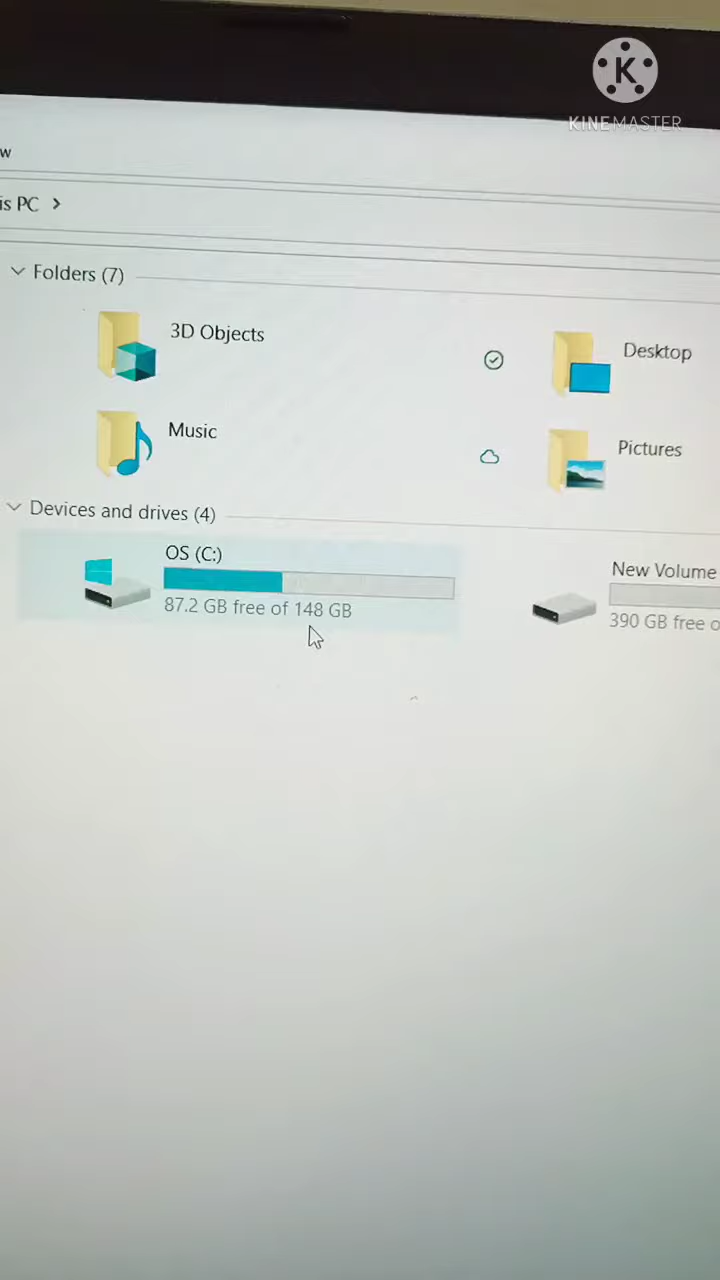 KINEMASTER
w
is PC
Folders (7)
3D Objects
Desktop
Music
Pictures
Devices and drives (4)
OS (C:)
87.2 GB free of 148 GB
New Volume
390 GB free o